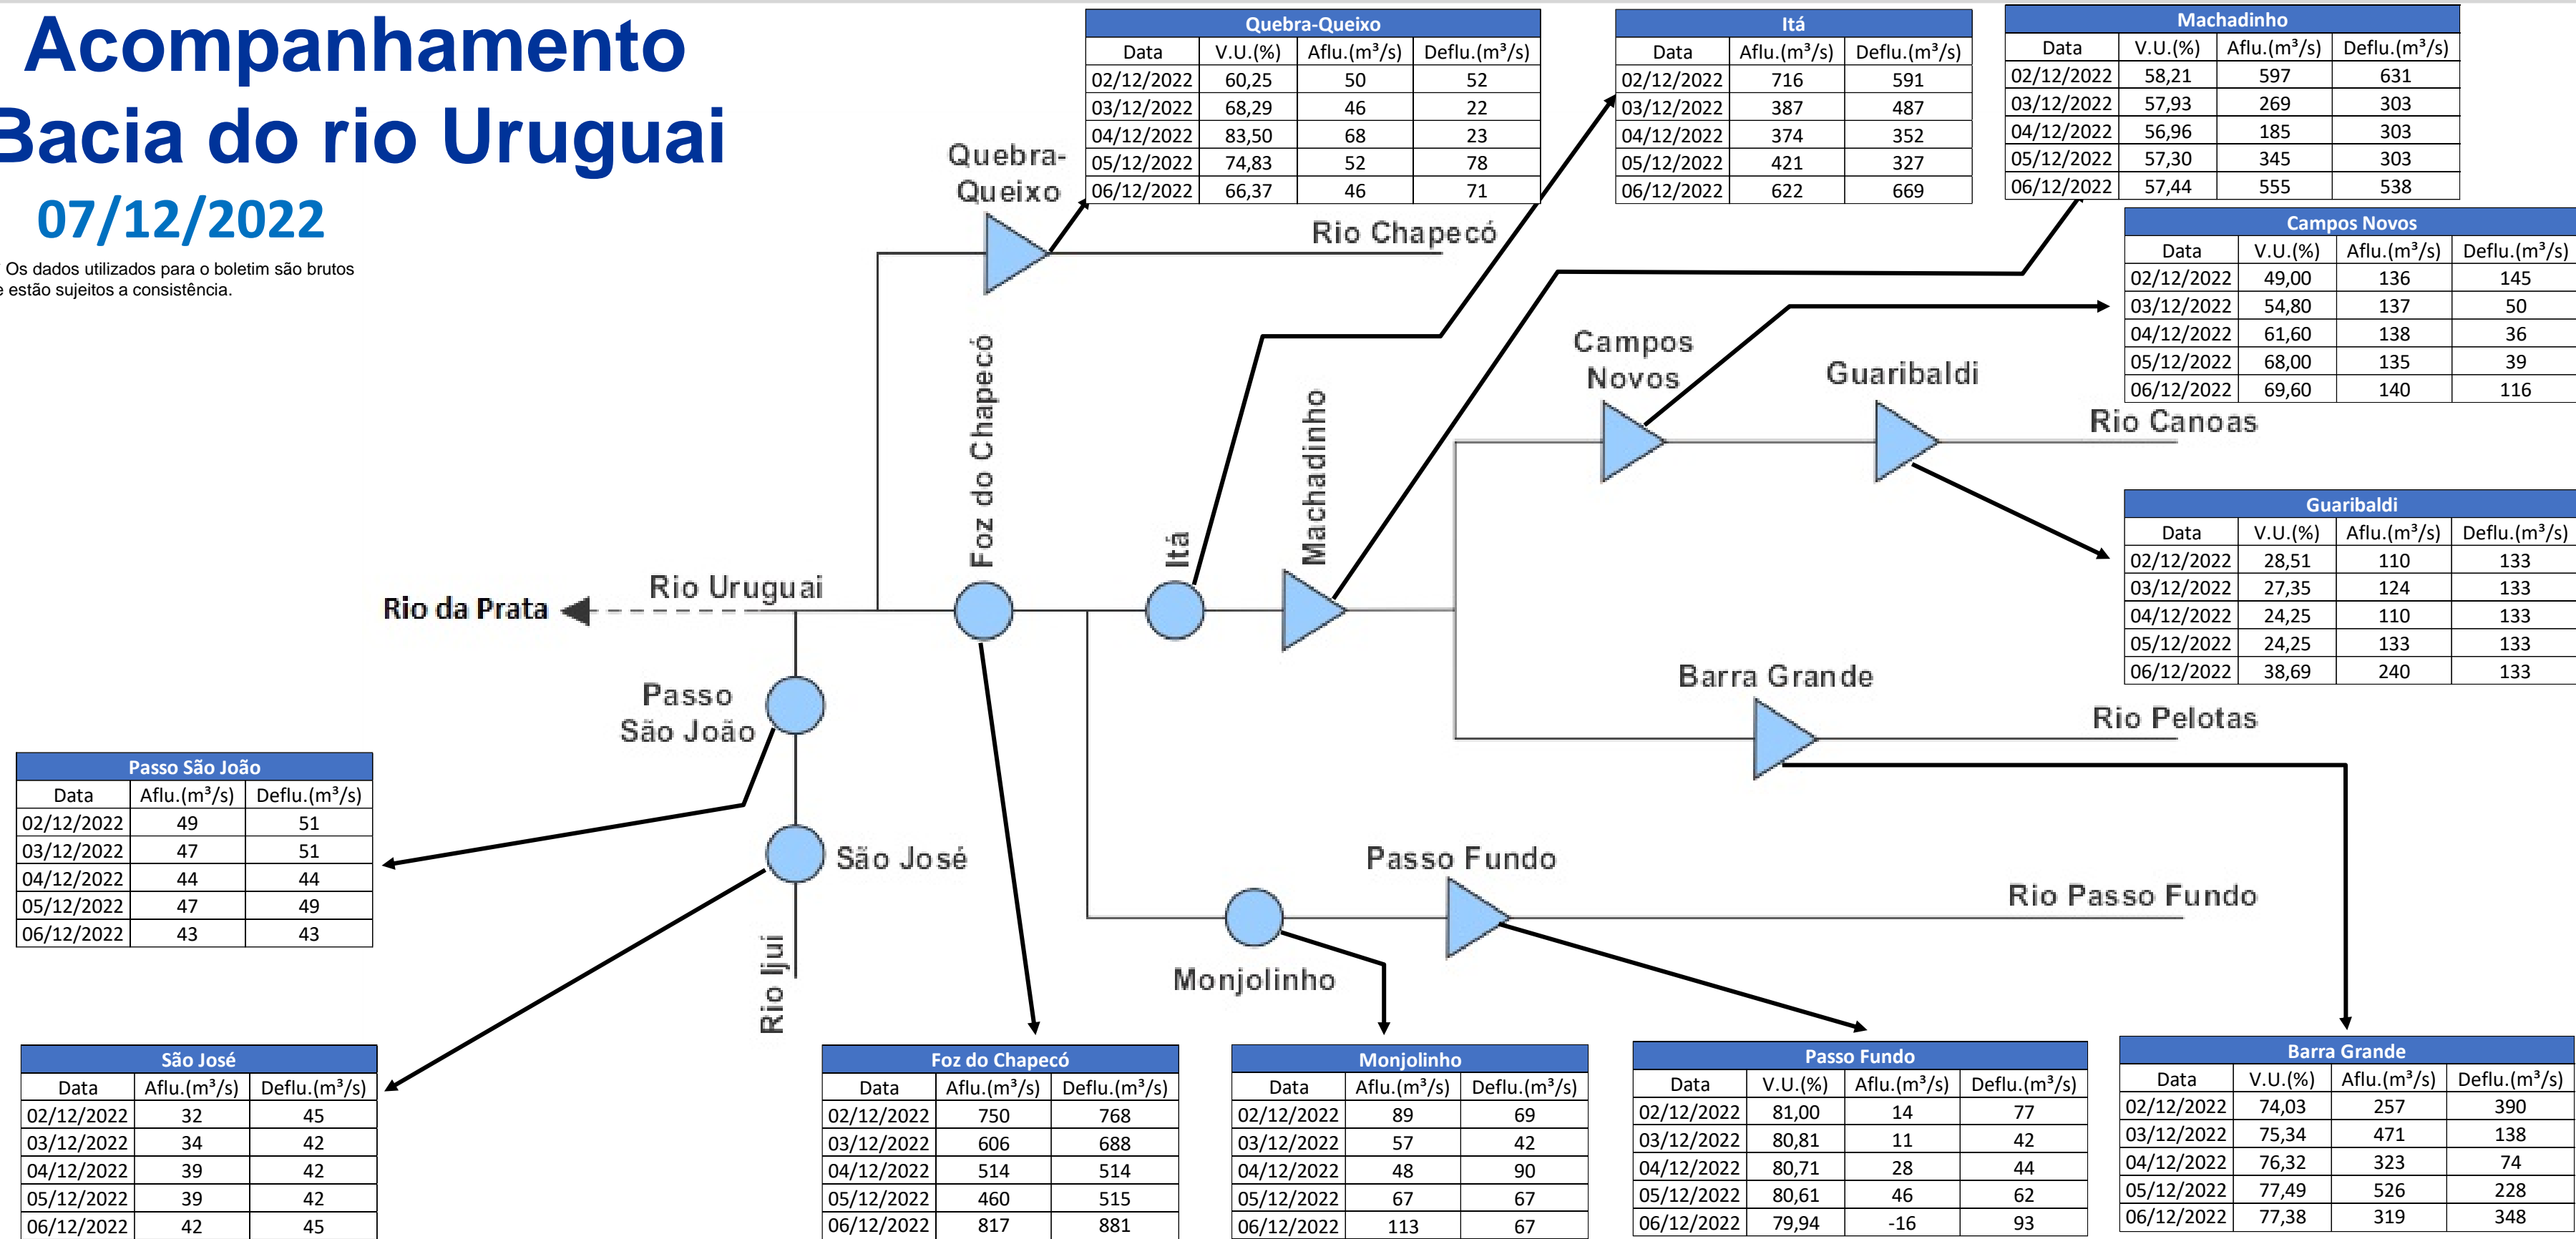 Acompanhamento
Bacia do rio Uruguai
07/12/2022
* Os dados utilizados para o boletim são brutos
e estão sujeitos a consistência.
Quebra-Queixo
Data V.U.(%) Aflu.(m³/s) Deflu.(m³/s)
02/12/2022 60,25 50 52
03/12/2022 68,29 46 22
04/12/2022 83,50 68 23
05/12/2022 74,83 52 78
06/12/2022 66,37 46 71
Itá
Data Aflu.(m³/s) Deflu.(m³/s)
02/12/2022 716 591
03/12/2022 387 487
04/12/2022 374 352
05/12/2022 421 327
06/12/2022 622 669
Machadinho
Data V.U.(%) Aflu.(m³/s) Deflu.(m³/s)
02/12/2022 58,21 597 631
03/12/2022 57,93 269 303
04/12/2022 56,96 185 303
05/12/2022 57,30 345 303
06/12/2022 57,44 555 538
Campos Novos
Data V.U.(%) Aflu.(m³/s) Deflu.(m³/s)
02/12/2022 49,00 136 145
03/12/2022 54,80 137 50
04/12/2022 61,60 138 36
05/12/2022 68,00 135 39
06/12/2022 69,60 140 116
Guaribaldi
Data V.U.(%) Aflu.(m³/s) Deflu.(m³/s)
02/12/2022 28,51 110 133
03/12/2022 27,35 124 133
04/12/2022 24,25 110 133
05/12/2022 24,25 133 133
06/12/2022 38,69 240 133
Quebra-
Queixo
Rio Chapecó
Foz do Chapecó
Itá
Machadinho
Campos
Novos
Guaribaldi
Rio Canoas
Rio Uruguai
Rio da Prata
Barra Grande
Rio Pelotas
Passo
São João
São José
Rio Ijuí
Passo Fundo
Rio Passo Fundo
Monjolinho
Passo São João
Data Aflu.(m³/s) Deflu.(m³/s)
02/12/2022 49 51
03/12/2022 47 51
04/12/2022 44 44
05/12/2022 47 49
06/12/2022 43 43
São José
Data Aflu.(m³/s) Deflu.(m³/s)
02/12/2022 32 45
03/12/2022 34 42
04/12/2022 39 42
05/12/2022 39 42
06/12/2022 42 45
Foz do Chapecó
Data Aflu.(m³/s) Deflu.(m³/s)
02/12/2022 750 768
03/12/2022 606 688
04/12/2022 514 514
05/12/2022 460 515
06/12/2022 817 881
Monjolinho
Data Aflu.(m³/s) Deflu.(m³/s)
02/12/2022 89 69
03/12/2022 57 42
04/12/2022 48 90
05/12/2022 67 67
06/12/2022 113 67
Passo Fundo
Data V.U.(%) Aflu.(m³/s) Deflu.(m³/s)
02/12/2022 81,00 14 77
03/12/2022 80,81 11 42
04/12/2022 80,71 28 44
05/12/2022 80,61 46 62
06/12/2022 79,94 -16 93
Barra Grande
Data V.U.(%) Aflu.(m³/s) Deflu.(m³/s)
02/12/2022 74,03 257 390
03/12/2022 75,34 471 138
04/12/2022 76,32 323 74
05/12/2022 77,49 526 228
06/12/2022 77,38 319 348